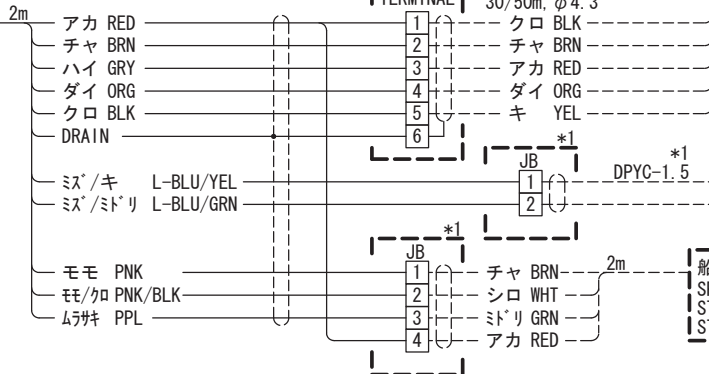 2m
TERMINAL
30/50m, φ4.3
アカ RED 1 クロ BLK
チャ BRN 2 チャ BRN
ハイ GRY 3 アカ RED
ダイ ORG 4 ダイ ORG
クロ BLK 5 キ YEL
DRAIN 6
*1
JB
*1
DPYC-1.5
ミズ/キ L-BLU/YEL 1
ミズ/ミドリ L-BLU/GRN 2
*1
JB
2m
モモ PNK 1 チャ BRN
モモ/クロ PNK/BLK 2 シロ WHT
ムラサキ PPL 3 ミドリ GRN
4 アカ RED
船